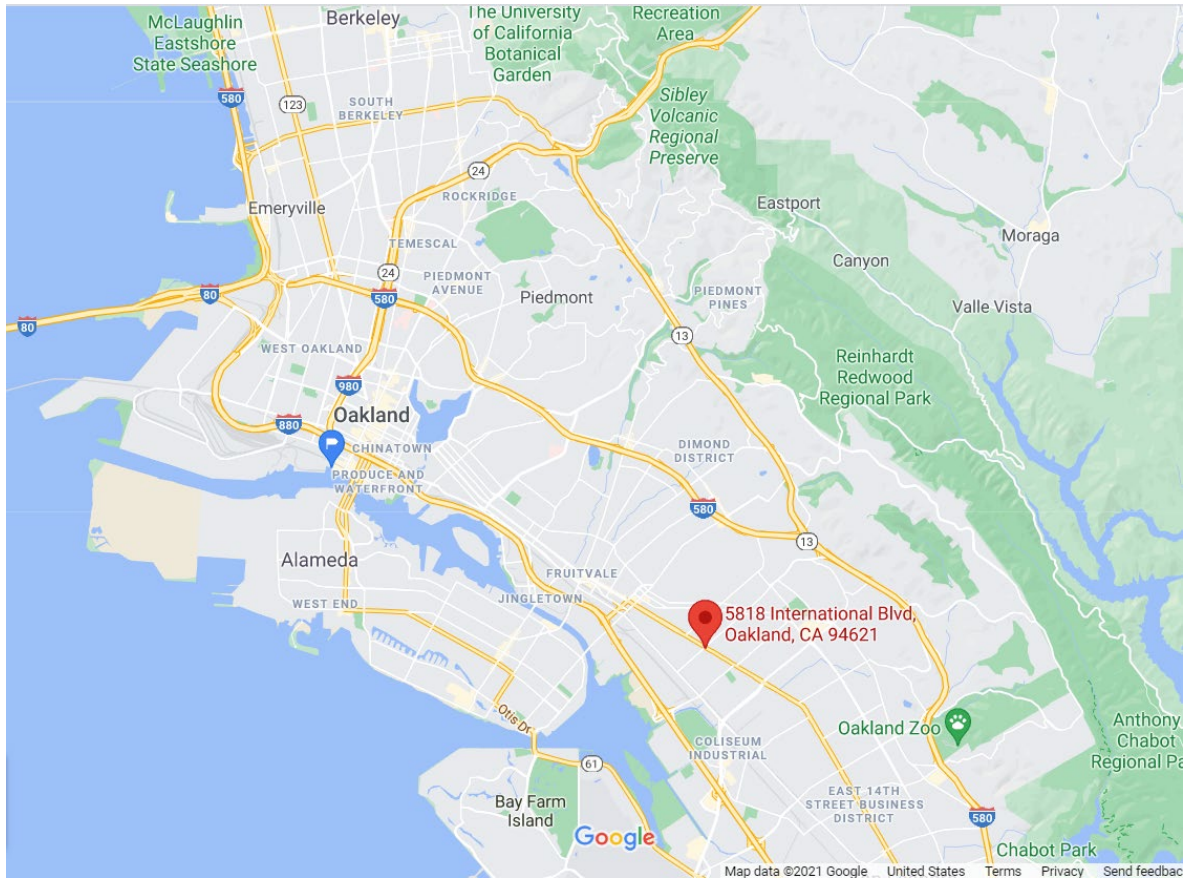 McLaughlin
Eastshore
State Seashore
Berkeley
The University
of California
Botanical
Garden
Recreation
Area
580
123
SOUTH
BERKELEY
Sibley
Volcanic
Regional
Preserve
24
ROCKRIDGE
Emeryville
TEMESCAL
24
PIEDMONT
AVENUE
580
80
80
Piedmont
PIEDMONT
PINES
13
Eastport
Moraga
Canyon
Valle Vista
WEST OAKLAND
980
Oakland
880
CHINATOWN
PRODUCE AND
WATERFRONT
Reinhardt
Redwood
Regional Park
DIMOND
DISTRICT
580
13
Alameda
WEST END
FRUITVALE
JINGLETOWN
5818 International Blvd,
Oakland, CA 94621
Otis Dr
61
COLISEUM
INDUSTRIAL
Oakland Zoo
Anthony
Chabot
Regional Pa
EAST 14TH
STREET BUSINESS
DISTRICT
580
Bay Farm
Island
Google
Chabot Park
Map data ©2021 Google United States Terms Privacy Send feedbac